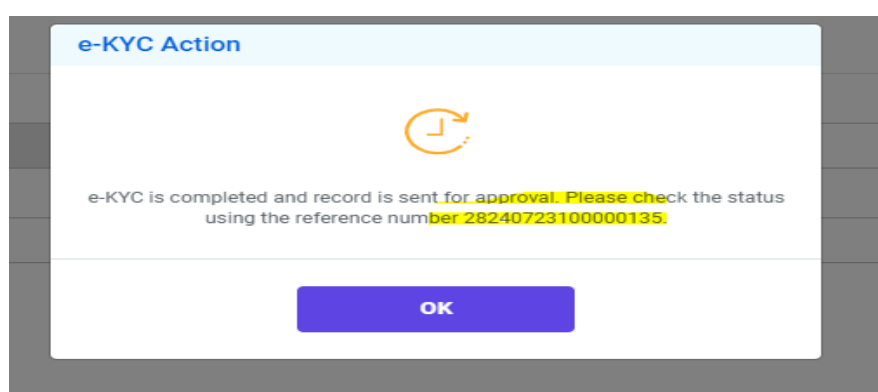 e-KYC Action
e-KYC is completed and record is sent for approval. Please check the status
using the reference number 28240723100000135.
OK